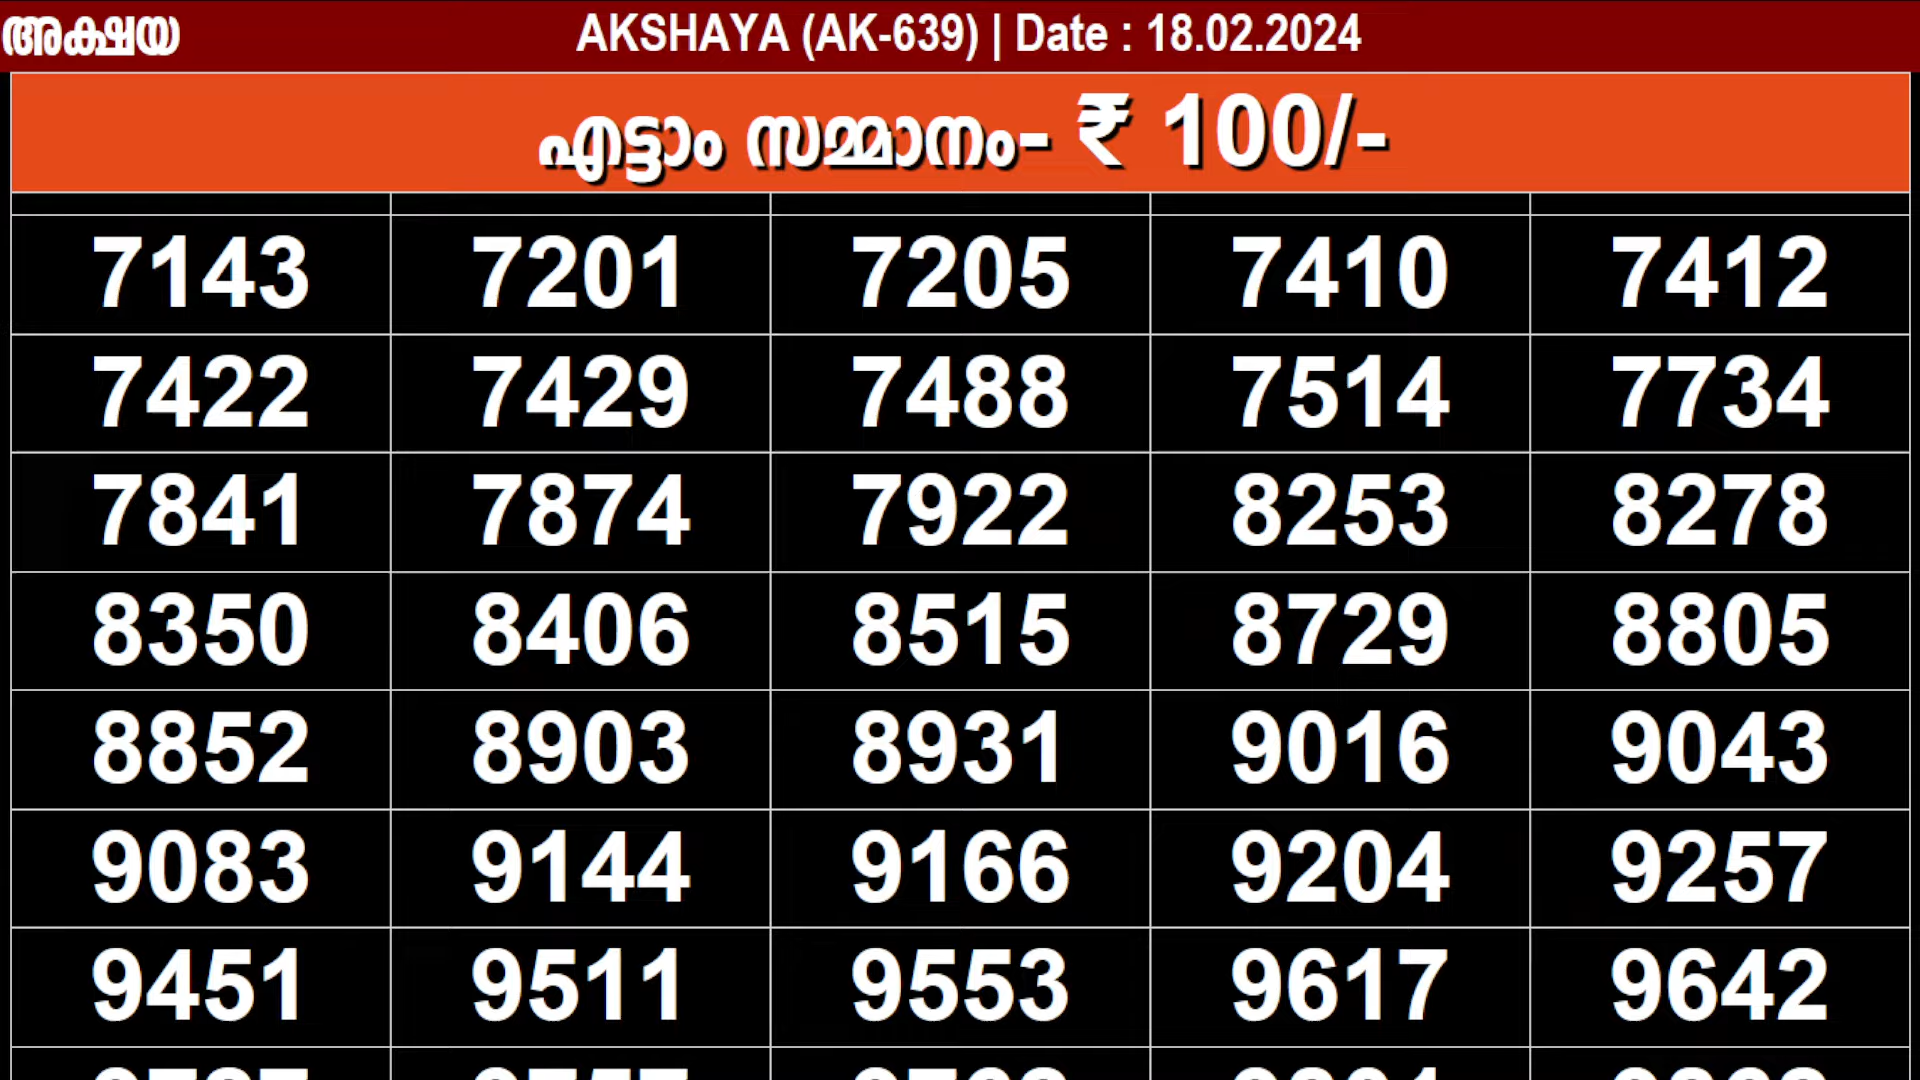 അക്ഷയ AKSHAYA (AK-639) | Date : 18.02.2024
എട്ടാം സമ്മാനം- ₹ 100/-
7143 7201 7205 7410 7412
7422 7429 7488 7514 7734
7841 7874 7922 8253 8278
8350 8406 8515 8729 8805
8852 8903 8931 9016 9043
9083 9144 9166 9204 9257
9451 9511 9553 9617 9642